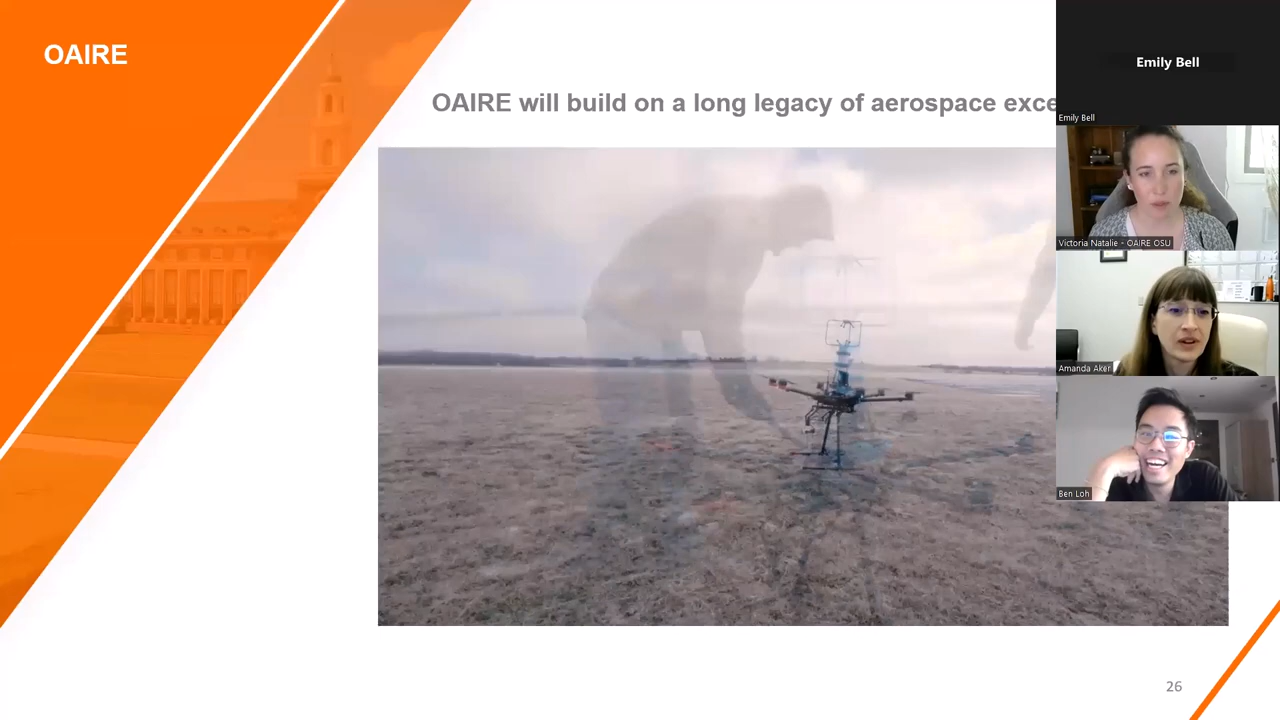 OAIRE
OAIRE will build on a long legacy of aerospace exce
Emily Bell
Emily Bell
Victoria Natalie - OAIRE OSU
Amanda Aker
Ben Loh
26